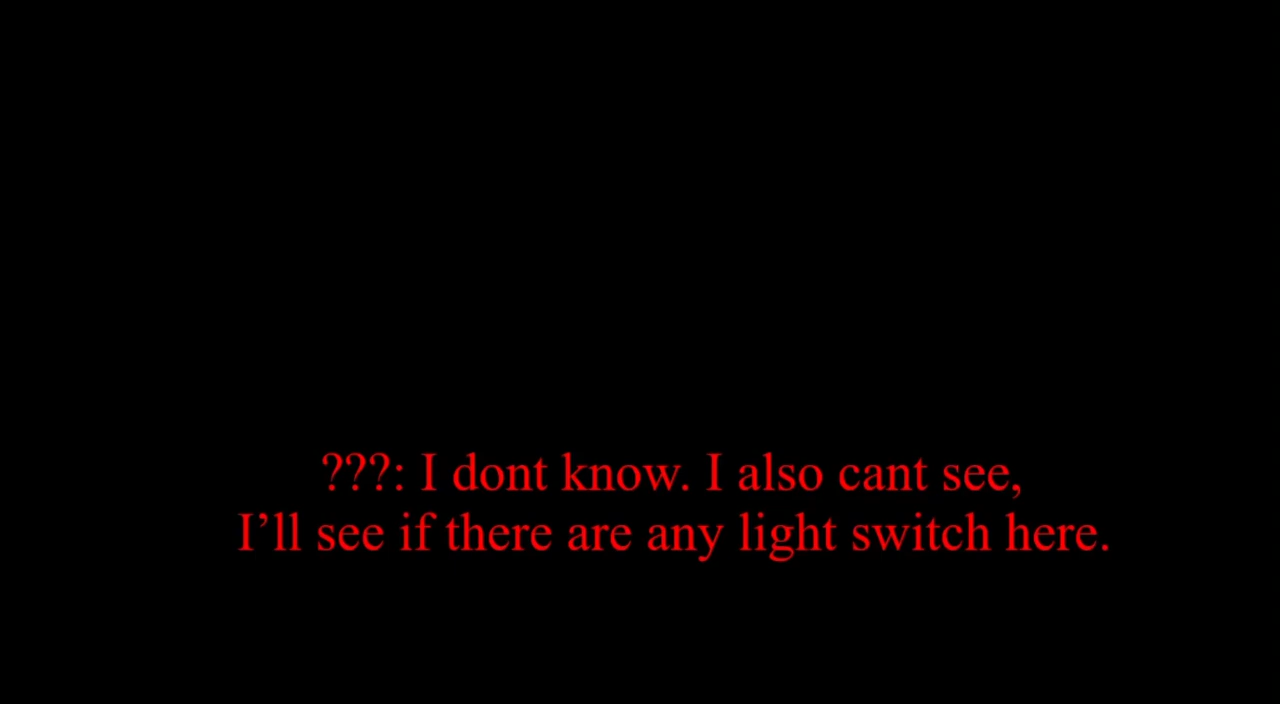 ???: I dont know. I also cant see,
I’ll see if there are any light switch here.